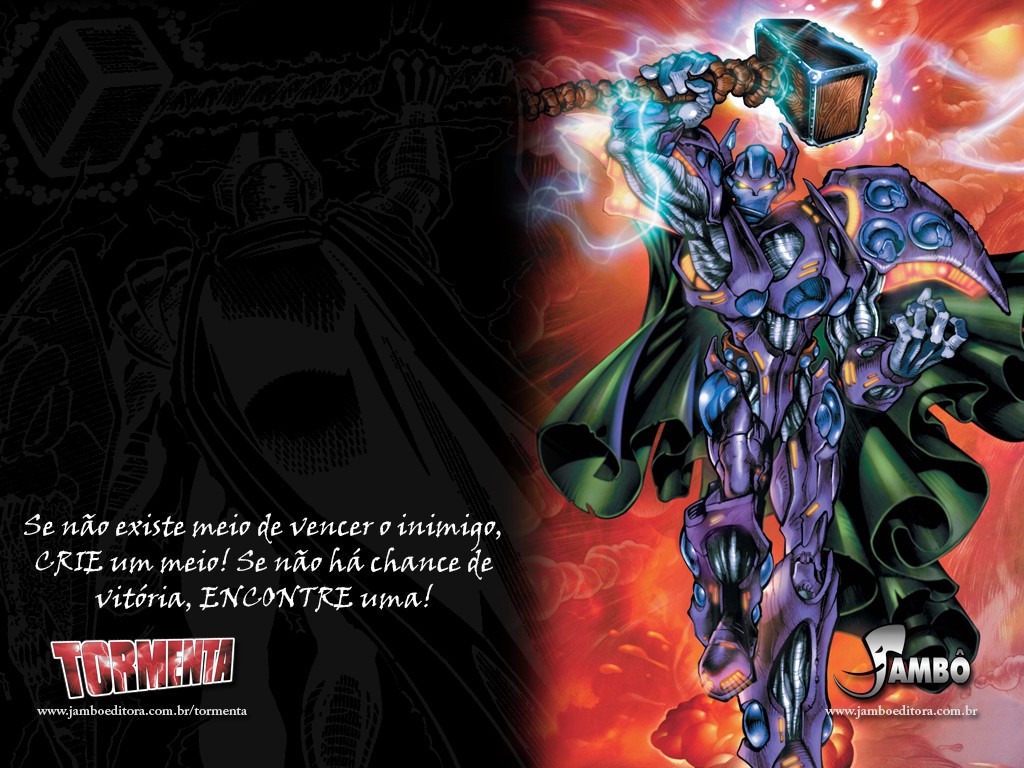 Se não existe meio de vencer o inimigo,
CRIE um meio! Se não há chance de
vitória, ENCONTRE uma!
TORMENTA
www.jamboeditora.com.br/tormenta
JAMBÔ
www.jamboeditora.com.br